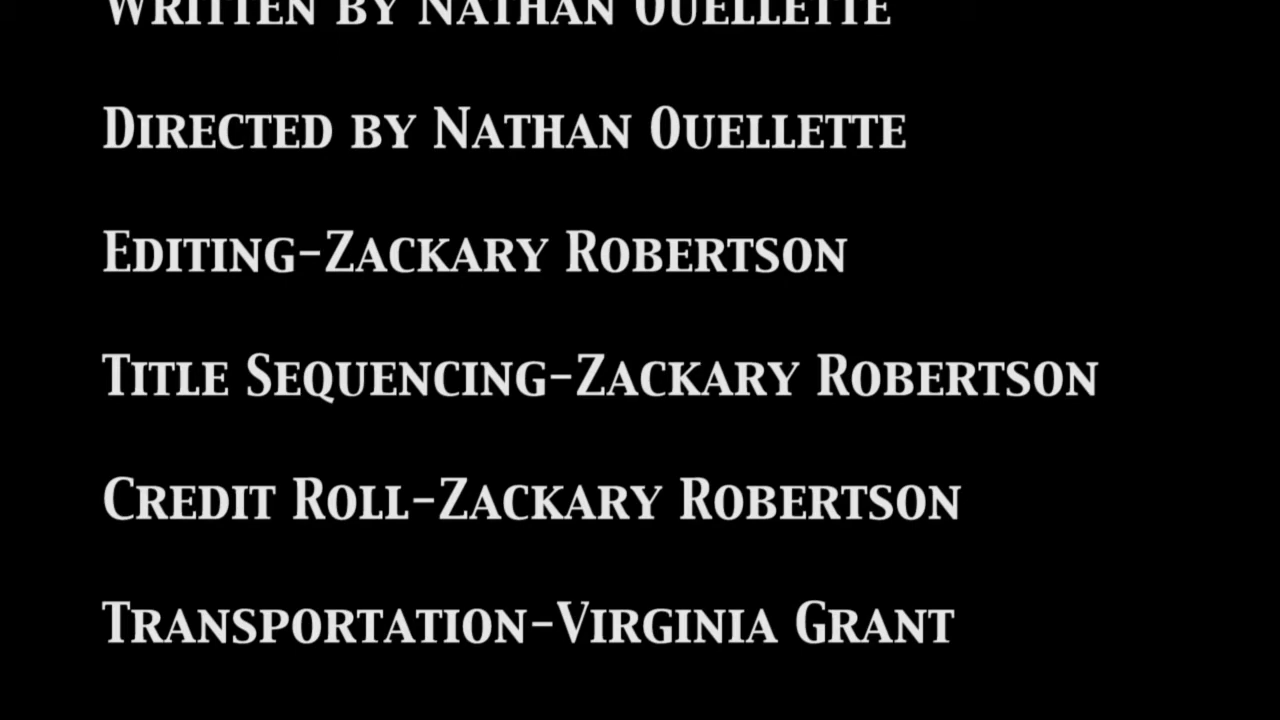 Written by Nathan Ouellette
Directed by Nathan Ouellette
Editing-Zackary Robertson
Title Sequencing-Zackary Robertson
Credit Roll-Zackary Robertson
Transportation-Virginia Grant